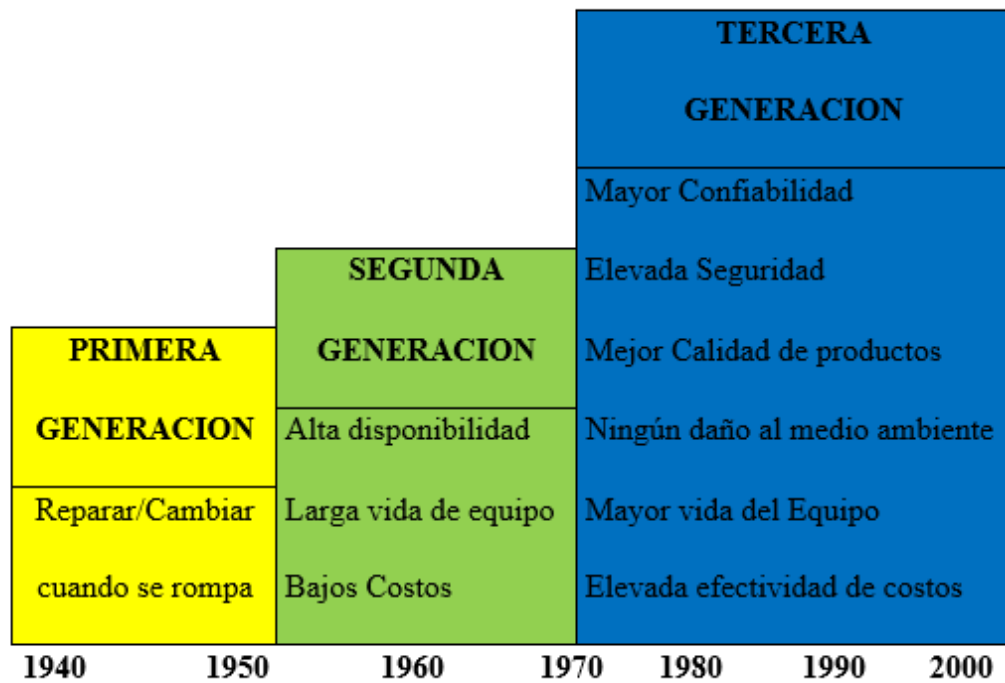 PRIMERA
GENERACION
Reparar/Cambiar
cuando se rompa
SEGUNDA
GENERACION
Alta disponibilidad
Larga vida de equipo
Bajos Costos
TERCERA
GENERACION
Mayor Confiabilidad
Elevada Seguridad
Mejor Calidad de productos
Ningún daño al medio ambiente
Mayor vida del Equipo
Elevada efectividad de costos
1940 1950 1960 1970 1980 1990 2000